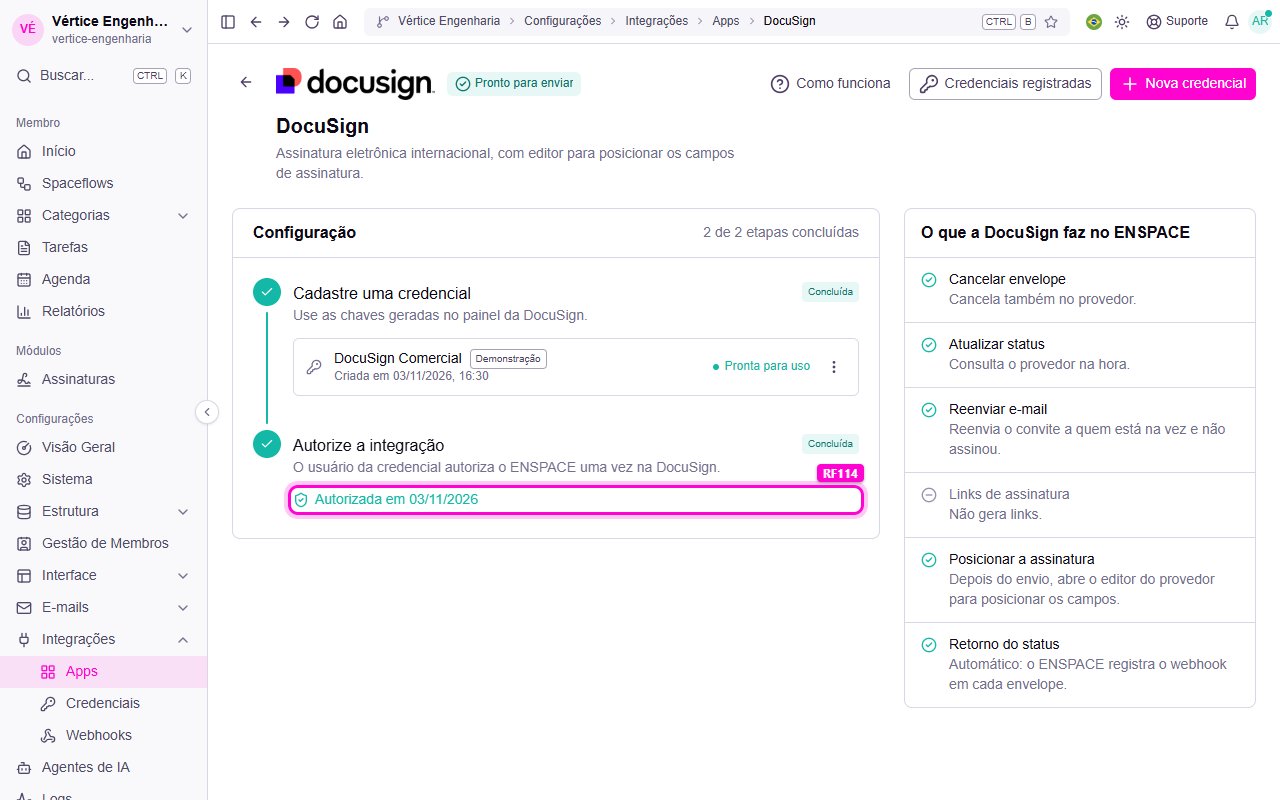 VÉ
Vértice Engenh...
vertice-engenharia
Buscar...
CTRL
K
Membro
Início
Spaceflows
Categorias
Tarefas
Agenda
Relatórios
Módulos
Assinaturas
Configurações
Visão Geral
Sistema
Estrutura
Gestão de Membros
Interface
E-mails
Integrações
Apps
Credenciais
Webhooks
Agentes de IA
Logs
Vértice Engenharia
Configurações
Integrações
Apps
DocuSign
CTRL
B
Suporte
AR
docusign.
Pronto para enviar
Como funciona
Credenciais registradas
Nova credencial
DocuSign
Assinatura eletrônica internacional, com editor para posicionar os campos
de assinatura.
Configuração
2 de 2 etapas concluídas
Cadastre uma credencial
Concluída
Use as chaves geradas no painel da DocuSign.
DocuSign Comercial
Demonstração
Criada em 03/11/2026, 16:30
Pronta para uso
Autorize a integração
Concluída
O usuário da credencial autoriza o ENSPACE uma vez na DocuSign.
RF114
Autorizada em 03/11/2026
O que a DocuSign faz no ENSPACE
Cancelar envelope
Cancela também no provedor.
Atualizar status
Consulta o provedor na hora.
Reenviar e-mail
Reenvia o convite a quem está na vez e não
assinou.
Links de assinatura
Não gera links.
Posicionar a assinatura
Depois do envio, abre o editor do provedor
para posicionar os campos.
Retorno do status
Automático: o ENSPACE registra o webhook
em cada envelope.